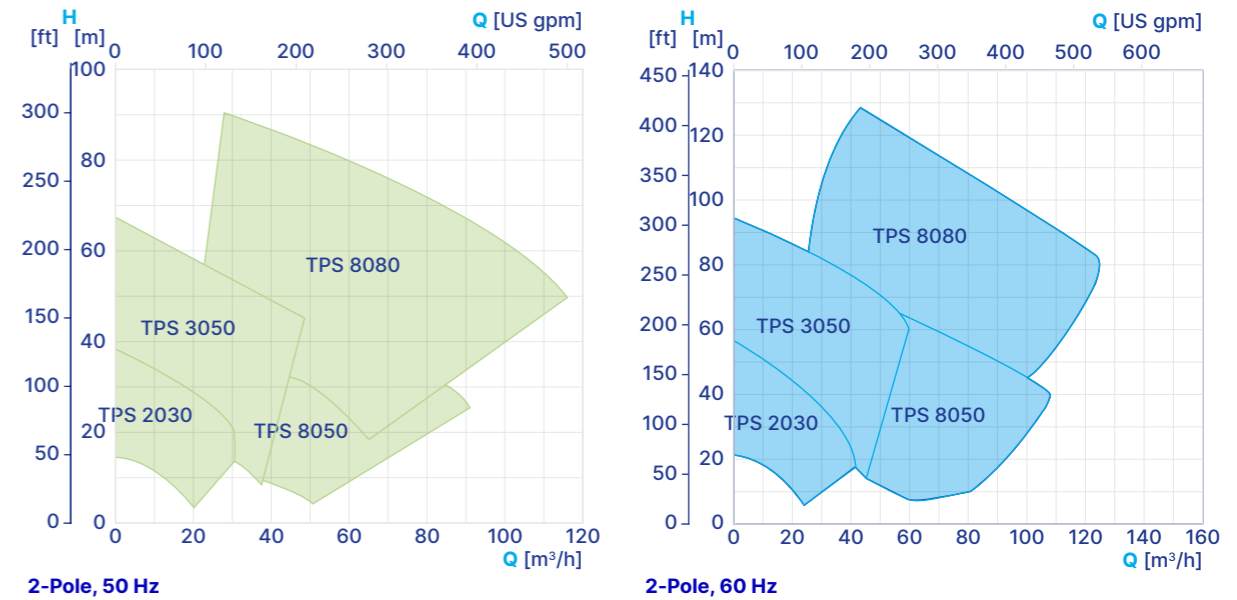 H
Q [US gpm]
[ft] [m] 0 100 200 300 400 500
100
300
80
250
200
60
TPS 8080
150
TPS 3050
40
100
TPS 2030
TPS 8050
20
50
0
0
0 20 40 60 80 100 120
Q [m³/h]
2-Pole, 50 Hz
H
Q [US gpm]
[ft] [m] 0 100 200 300 400 500 600
450
140
400
120
350
100
300
TPS 8080
80
250
200
60
TPS 3050
150
40
TPS 8050
100
TPS 2030
20
50
0
0
0 20 40 60 80 100 120 140 160
Q [m³/h]
2-Pole, 60 Hz